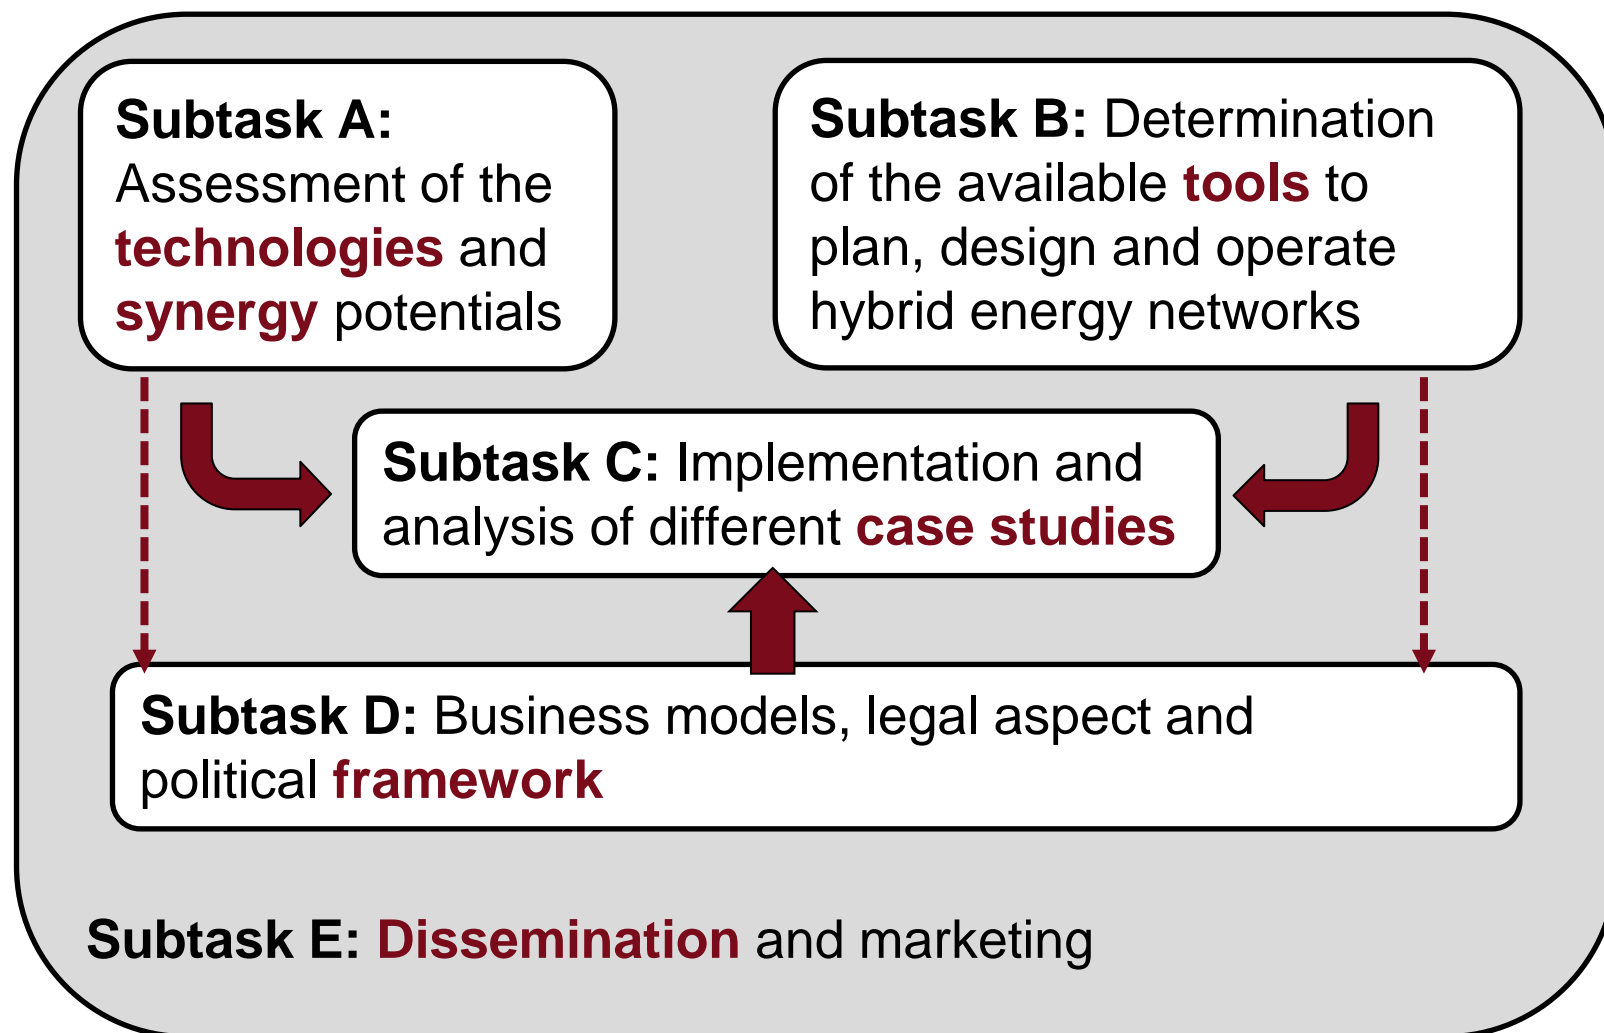 Subtask A:
Assessment of the
technologies and
synergy potentials
Subtask B: Determination
of the available tools to
plan, design and operate
hybrid energy networks
Subtask C: Implementation and
analysis of different case studies
Subtask D: Business models, legal aspect and
political framework
Subtask E: Dissemination and marketing